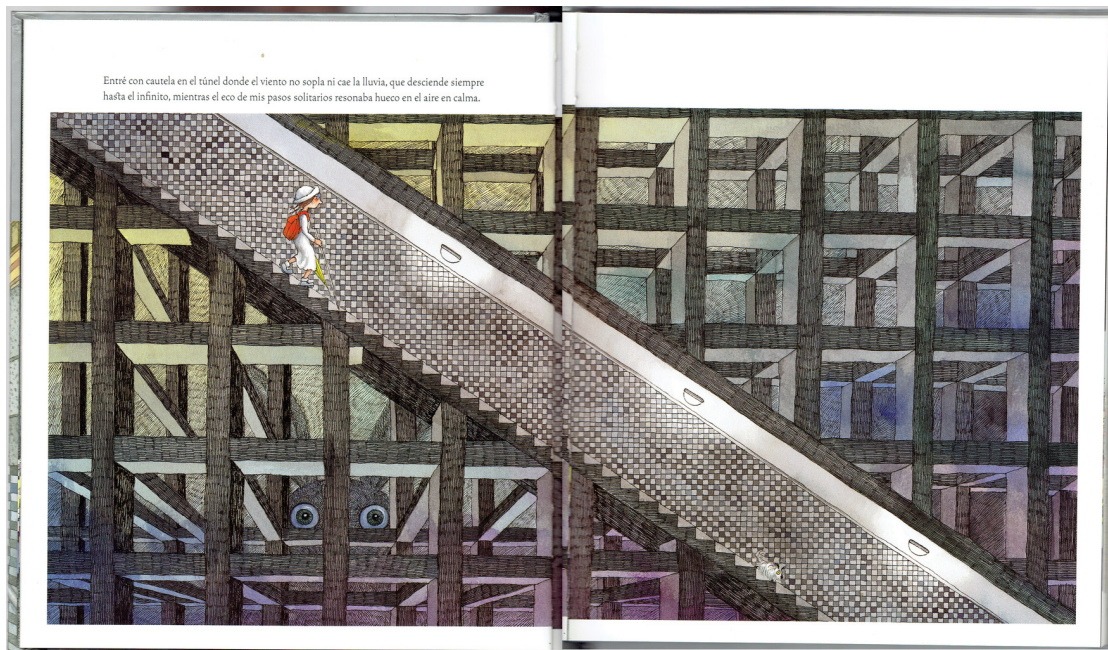 Entré con cautela en el túnel donde el viento no sopla ni cae la lluvia, que desciende siempre
hasta el infinito, mientras el eco de mis pasos solitarios resonaba hueco en el aire en calma.